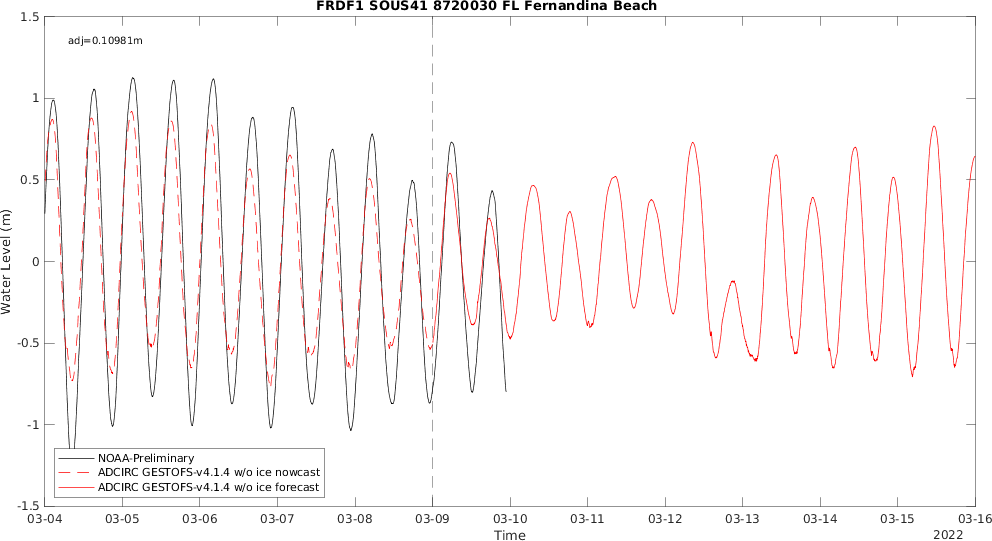 FRDF1 SOUS41 8720030 FL Fernandina Beach
adj=0.10981m
1.5
1
0.5
0
-0.5
-1
-1.5
Water Level (m)
NOAA-Preliminary
ADCIRC GESTOFS-v4.1.4 w/o ice nowcast
ADCIRC GESTOFS-v4.1.4 w/o ice forecast
03-04 03-05 03-06 03-07 03-08 03-09 03-10 03-11 03-12 03-13 03-14 03-15 03-16
Time
2022